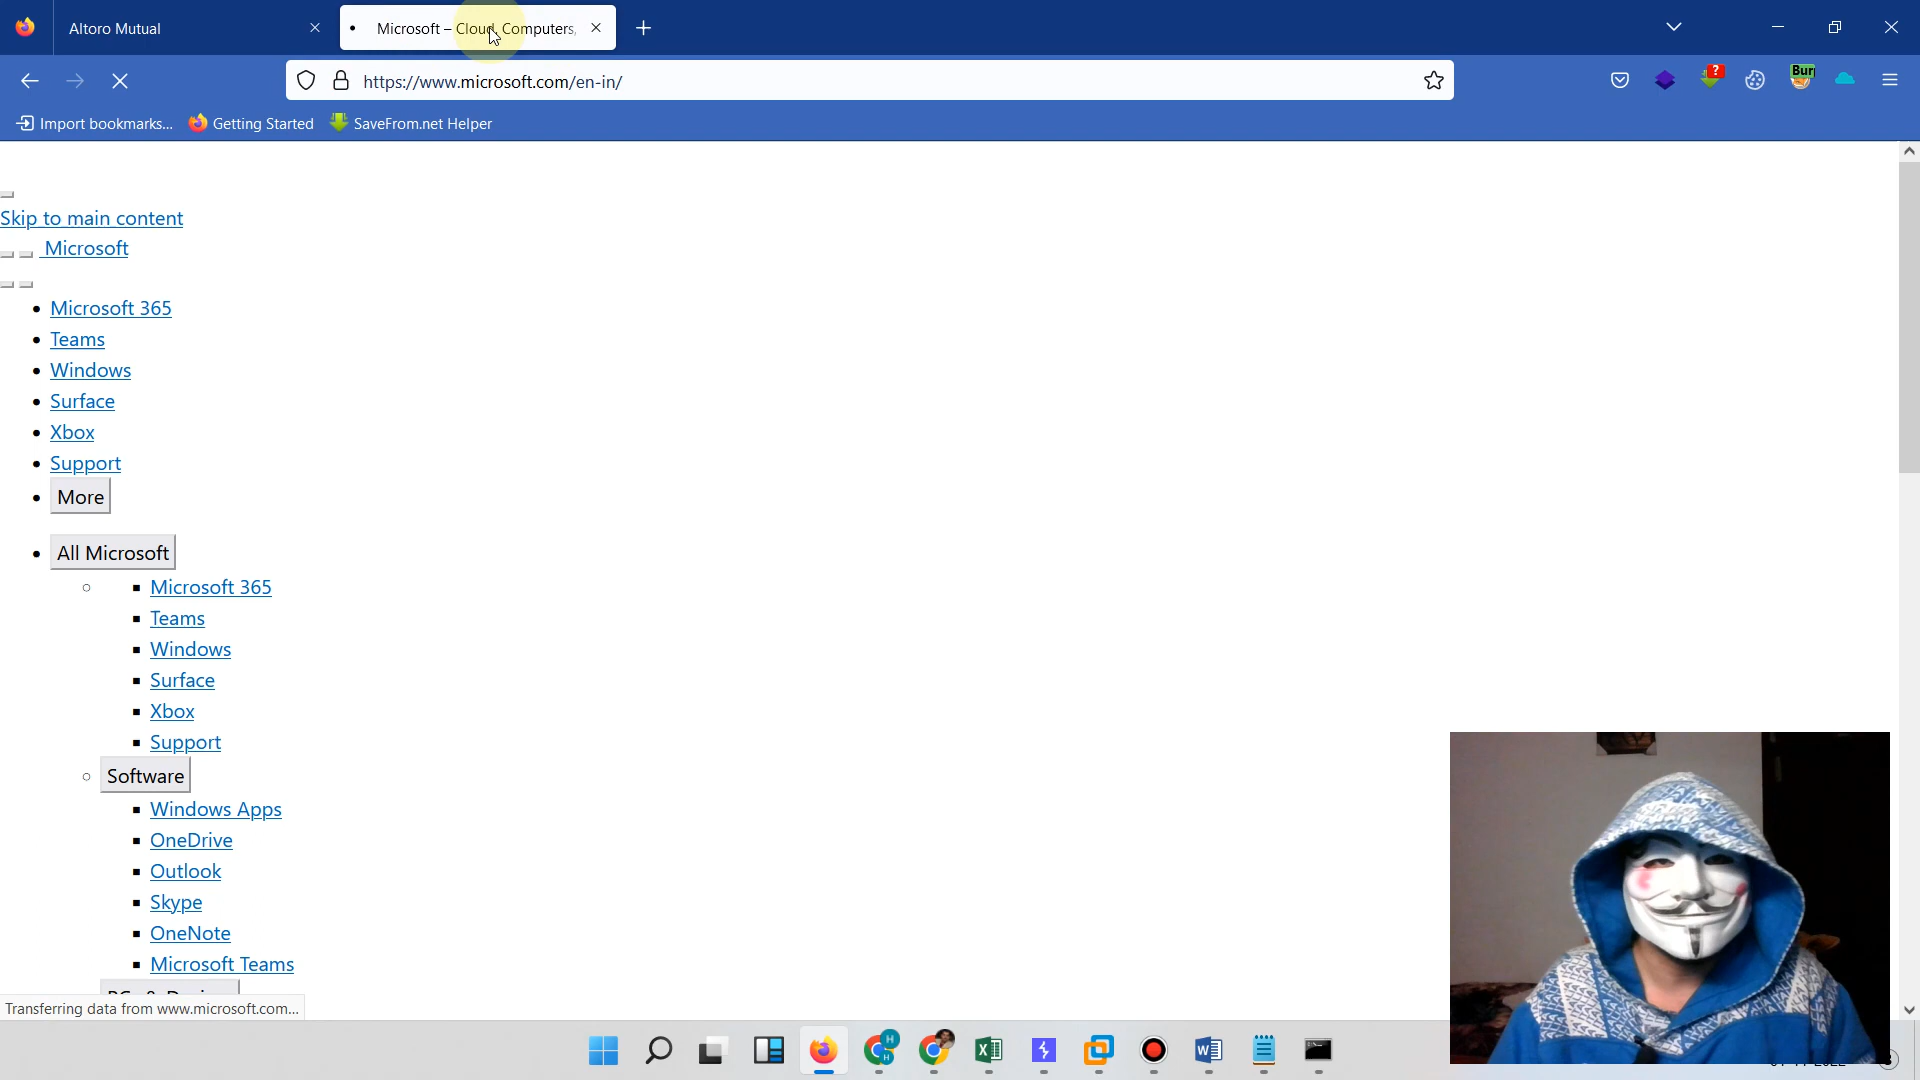 Altoro Mutual
Microsoft – Cloud, Computers,
https://www.microsoft.com/en-in/
?
Bur
Import bookmarks...
Getting Started
SaveFrom.net Helper
Skip to main content
Microsoft
Microsoft 365
Teams
Windows
Surface
Xbox
Support
More
All Microsoft
Microsoft 365
Teams
Windows
Surface
Xbox
Support
Software
Windows Apps
OneDrive
Outlook
Skype
OneNote
Microsoft Teams
Transferring data from www.microsoft.com...